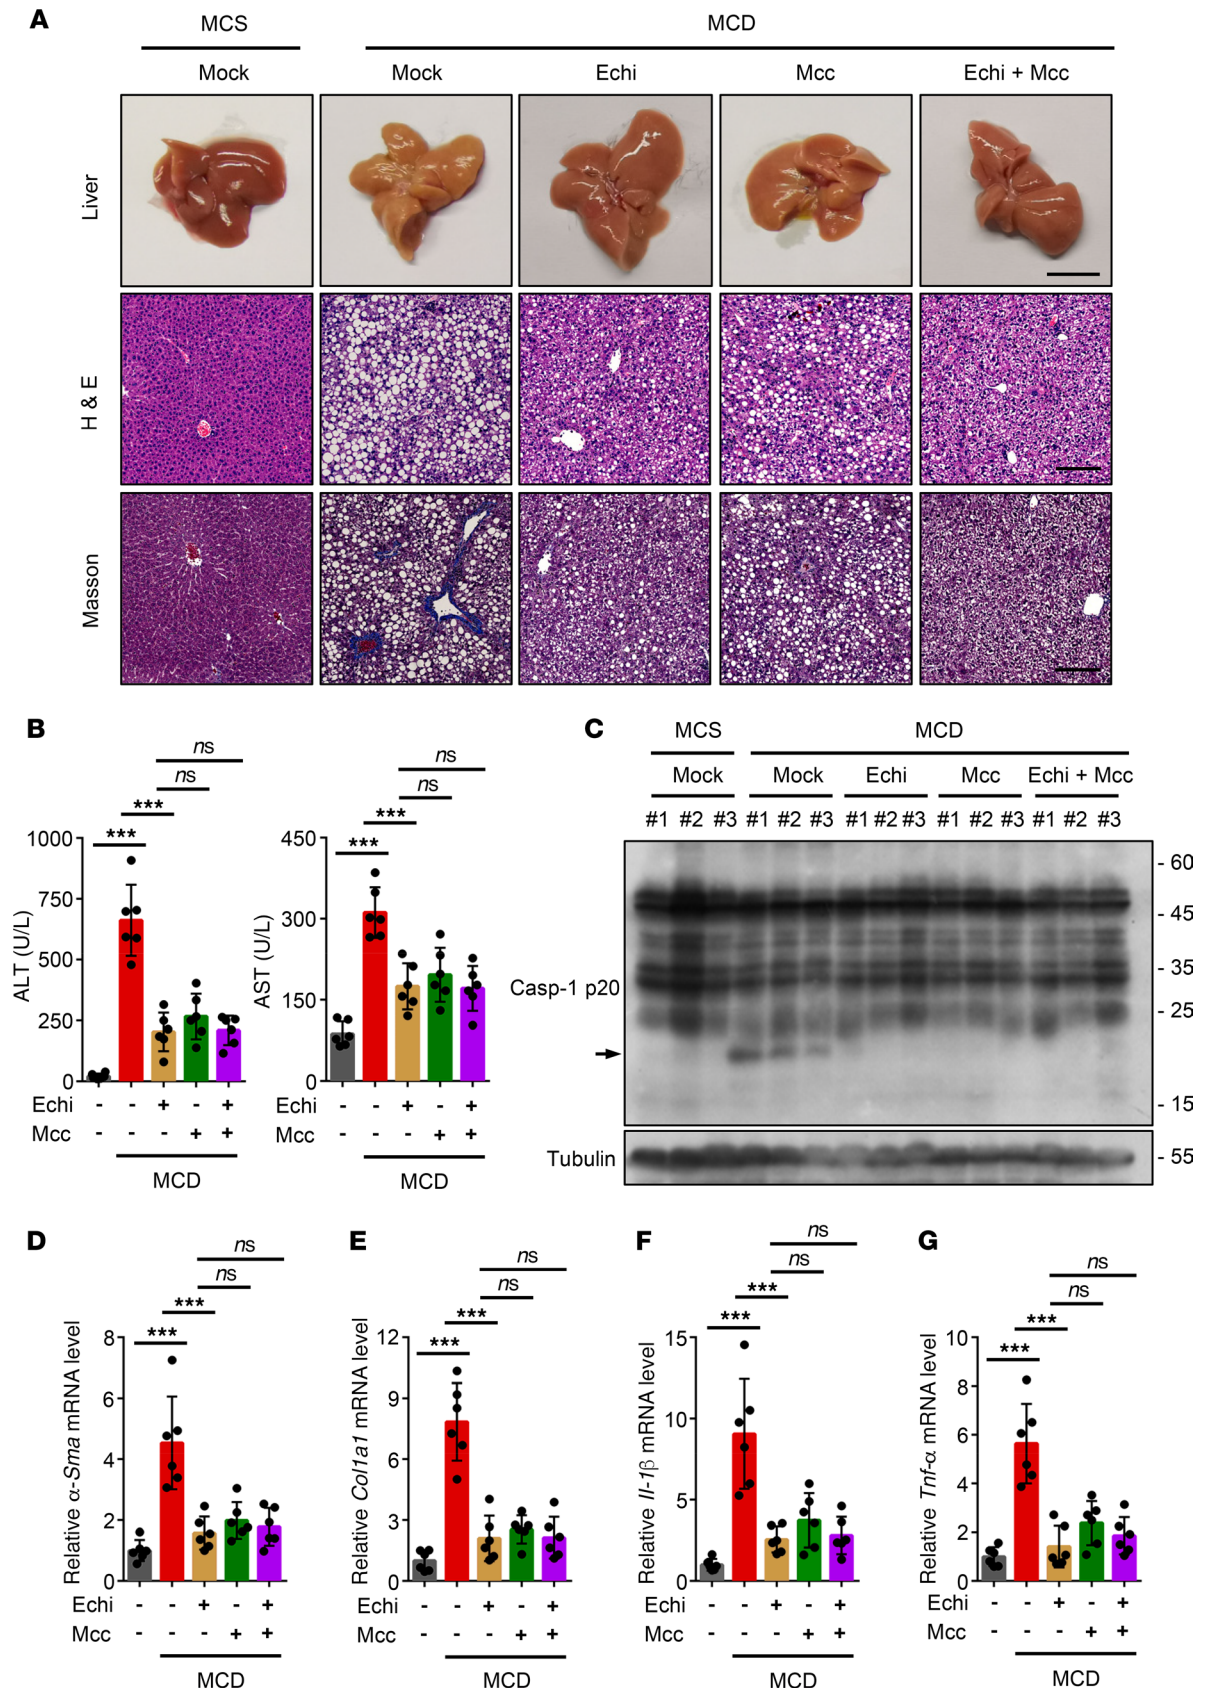 A
MCS MCD
Mock Mock Echi Mcc Echi + Mcc
Liver
H & E
Masson
B
ns
ns
***
***
ALT (U/L)
1000
750
500
250
0
Echi - - + - +
Mcc - - - + +
MCD
ns
ns
***
***
AST (U/L)
450
300
150
0
- - + - +
- - - + +
MCD
C
MCS MCD
Mock Mock Echi Mcc Echi + Mcc
#1 #2 #3 #1 #2 #3 #1 #2 #3 #1 #2 #3 #1 #2 #3
Casp-1 p20
- 60
- 45
- 35
- 25
- 15
Tubulin - 55
D
ns
ns
***
***
Relative α-Sma mRNA level
8
6
4
2
0
Echi - - + - +
Mcc - - - + +
MCD
E
ns
ns
***
***
Relative Col1a1 mRNA level
12
9
6
3
0
- - + - +
- - - + +
MCD
F
ns
ns
***
***
Relative Il-1β mRNA level
15
10
5
0
Echi - - + - +
Mcc - - - + +
MCD
G
ns
ns
***
***
Relative Tnf-α mRNA level
10
8
6
4
2
0
Echi - - + - +
Mcc - - - + +
MCD